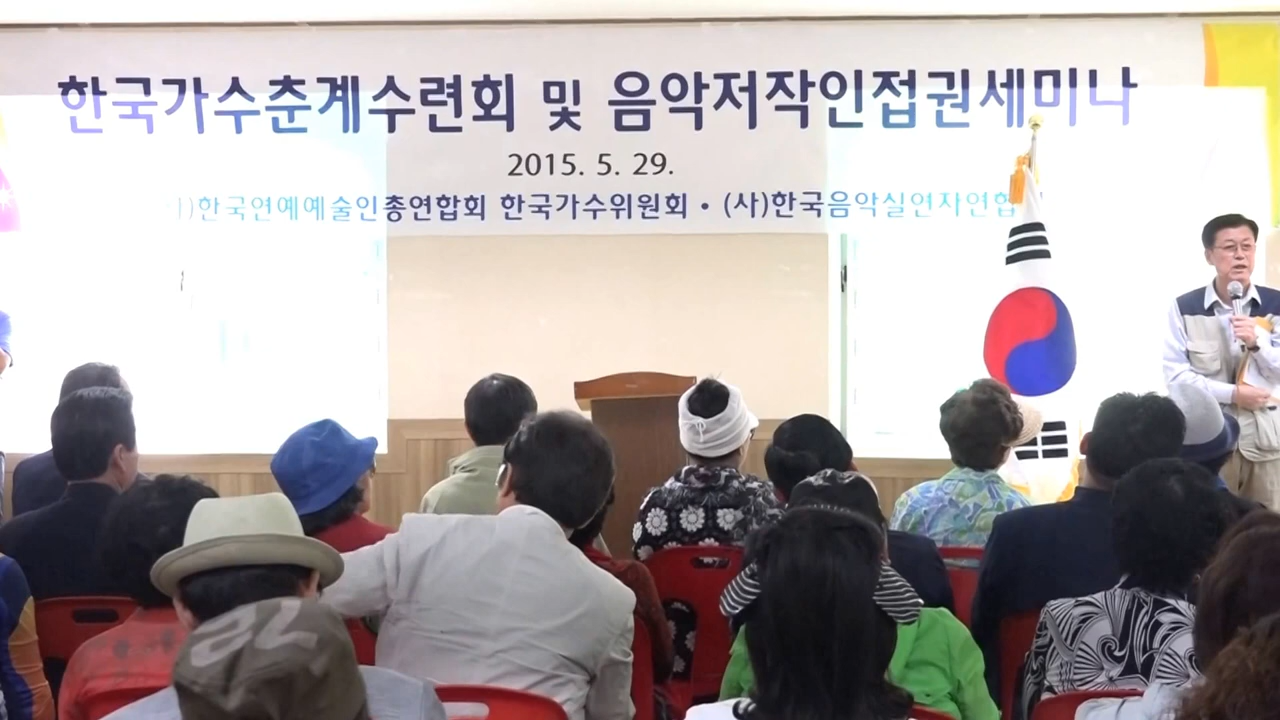 한국가수춘계수련회 및 음악저작인접권세미나
2015. 5. 29.
)한국연예예술인총연합회 한국가수위원회 • (사)한국음악실연자연합